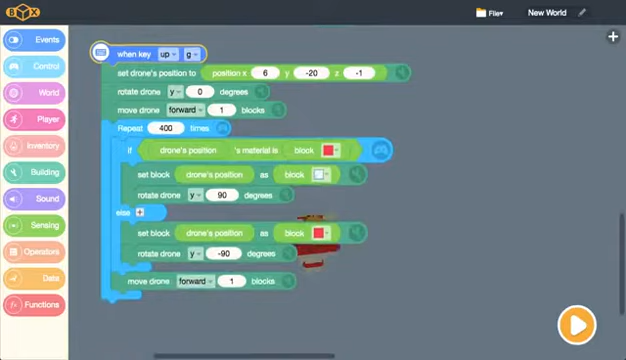 BOX
File▾
New World
Events
when key up g
Control
set drone's position to position x 6 y -20 z -1
World
rotate drone y 0 degrees
Player
move drone forward 1 blocks
Repeat 400 times
Inventory
if drone's position 's material is block
Building
set block drone's position as block
Sound
rotate drone y 90 degrees
else
Sensing
set block drone's position as block
Operators
rotate drone y -90 degrees
Data
move drone forward 1 blocks
Functions